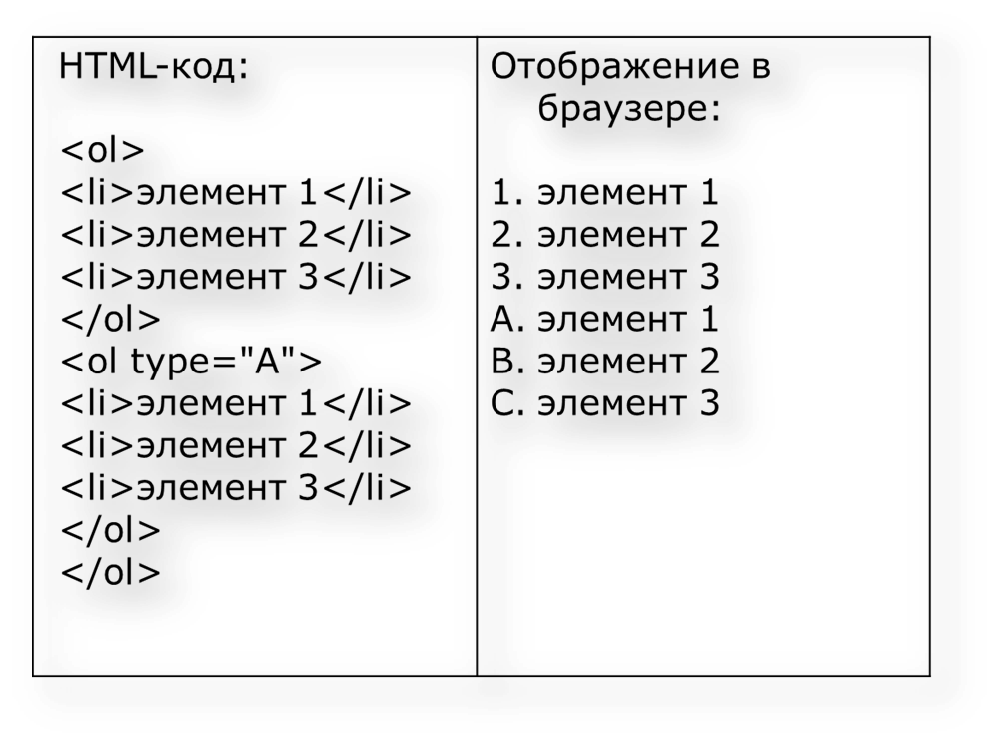 HTML-код:
<ol>
<li>элемент 1</li>
<li>элемент 2</li>
<li>элемент 3</li>
</ol>
<ol type="A">
<li>элемент 1</li>
<li>элемент 2</li>
<li>элемент 3</li>
</ol>
</ol>
Отображение в
браузере:
1. элемент 1
2. элемент 2
3. элемент 3
A. элемент 1
B. элемент 2
C. элемент 3